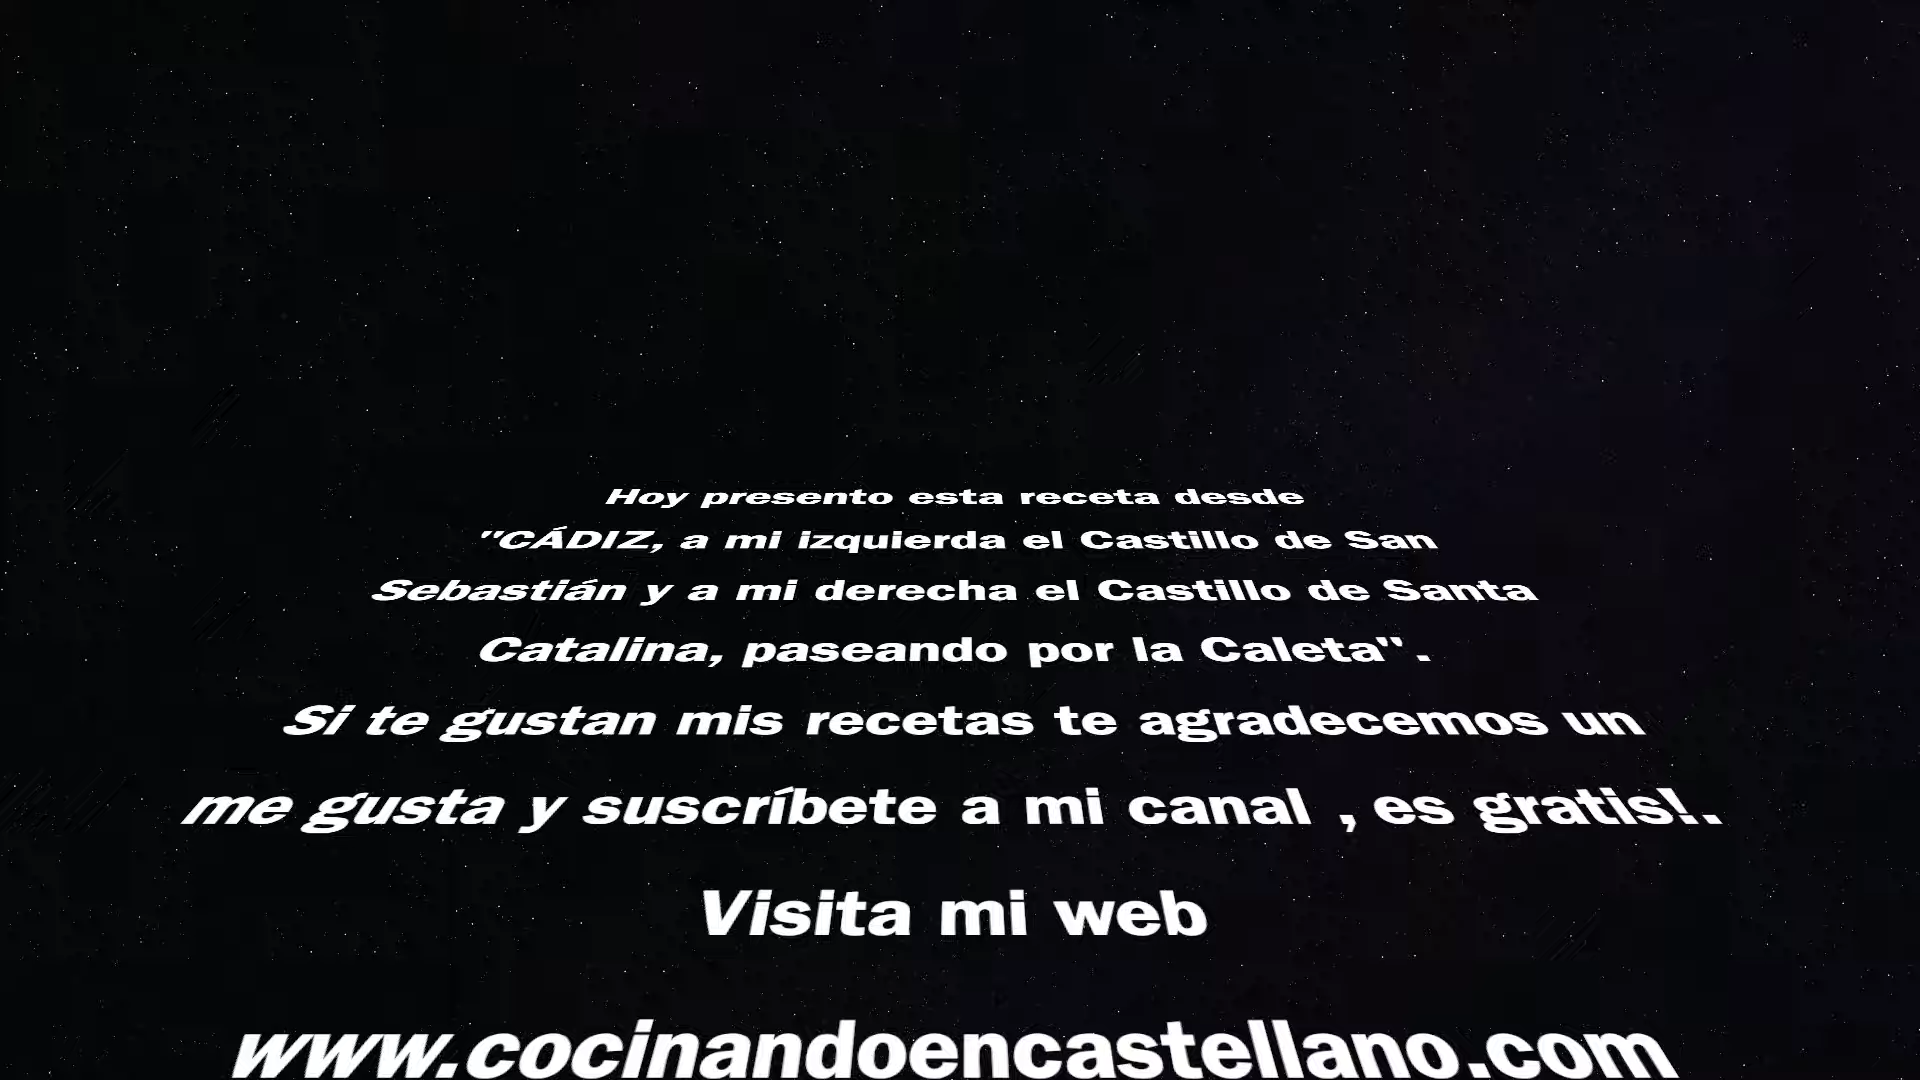 Hoy presento esta receta desde
"CÁDIZ, a mi izquierda el Castillo de San
Sebastián y a mi derecha el Castillo de Santa
Catalina, paseando por la Caleta".
Si te gustan mis recetas te agradecemos un
me gusta y suscríbete a mi canal , es gratis!.
Visita mi web
www.cocinandoencastellano.com